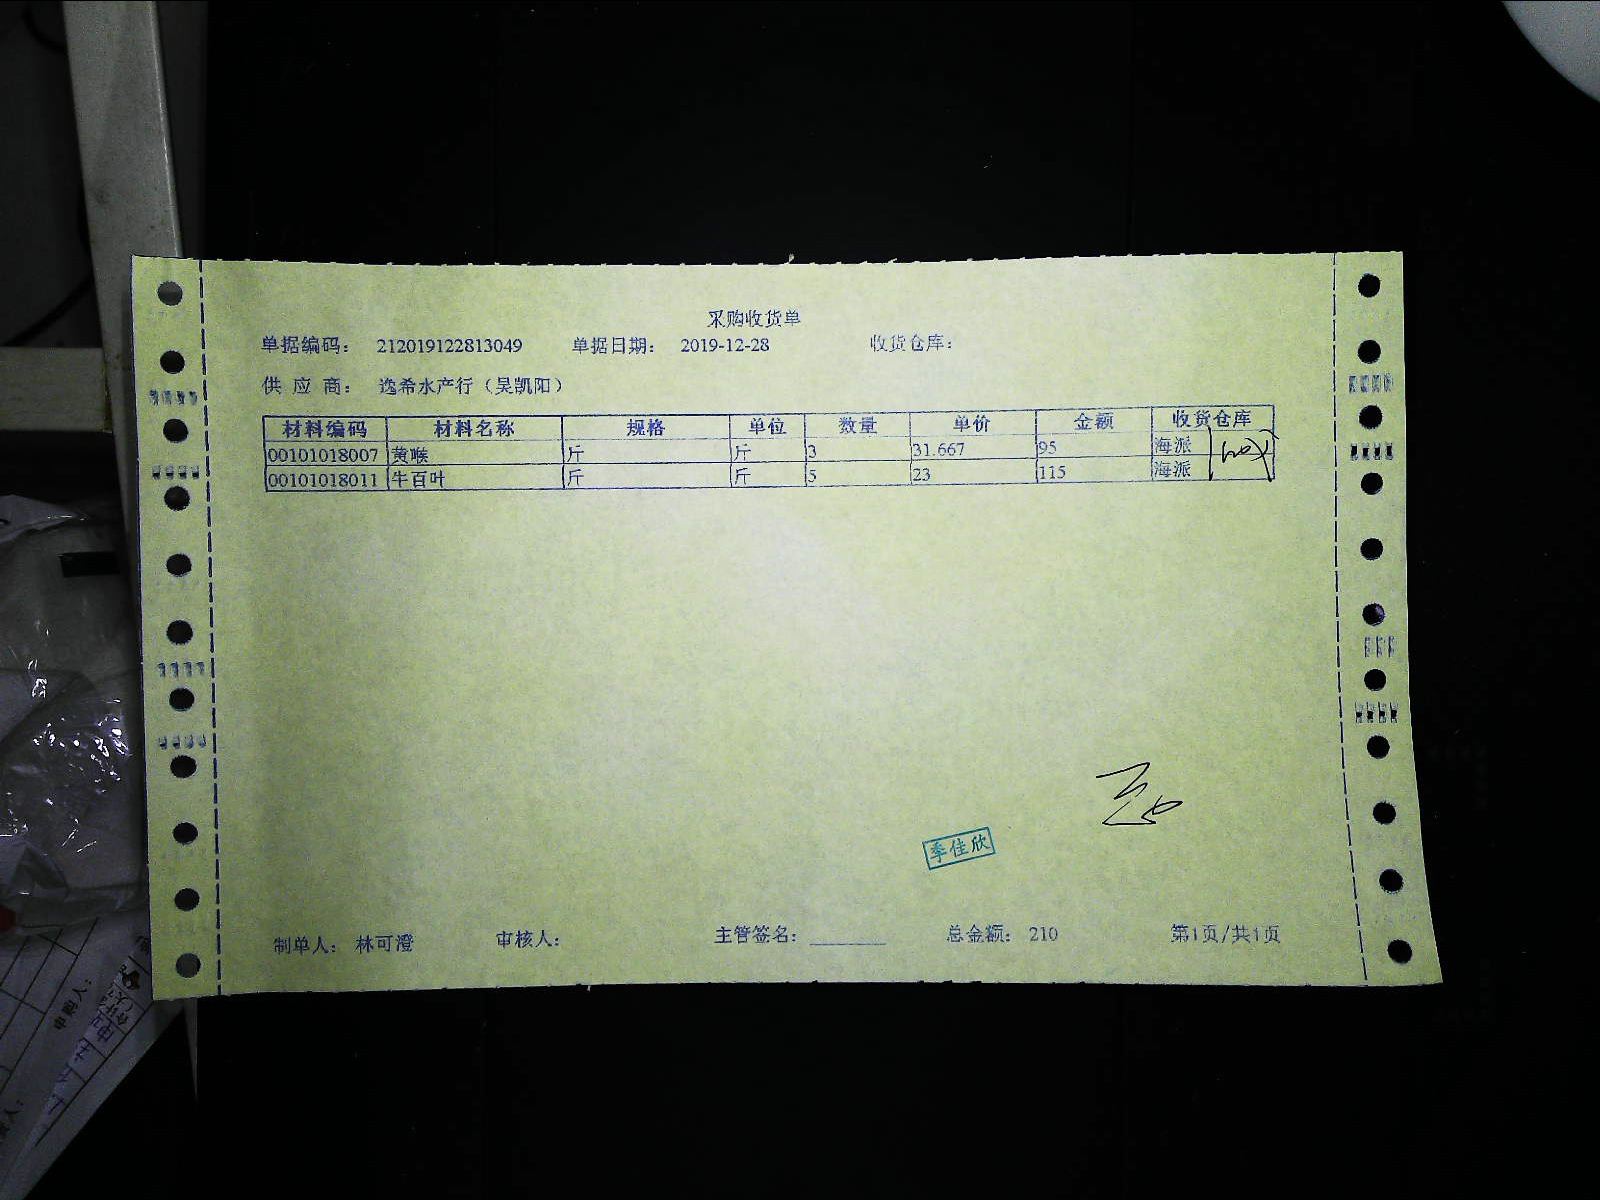 采购收货单
单据编码： 212019122813049 单据日期： 2019-12-28 收货仓库：
供 应 商： 逸希水产行（吴凯阳）
材料编码 材料名称 规格 单位 数量 单价 金额 收货仓库
00101018007 黄喉 斤 斤 3 31.667 95 海派
00101018011 牛百叶 斤 斤 5 23 115 海派
季佳欣
制单人： 林可澄 审核人： 主管签名： ________ 总金额： 210 第1页/共1页
申购人：